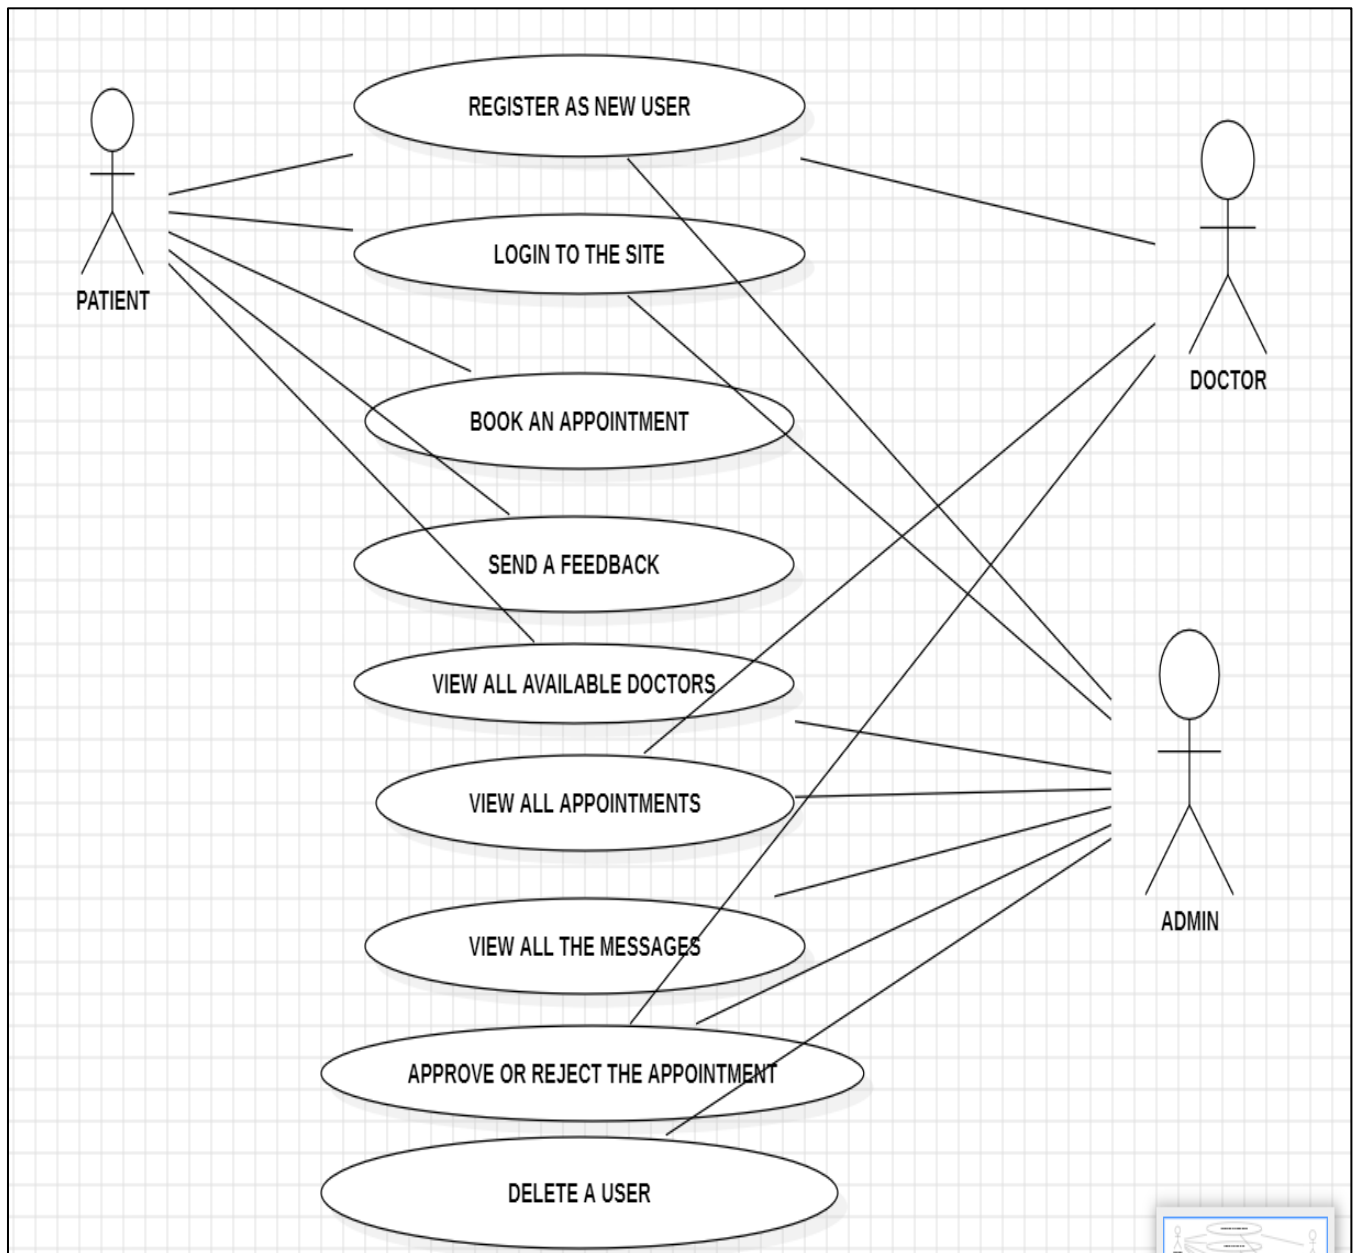 REGISTER AS NEW USER
LOGIN TO THE SITE
PATIENT
DOCTOR
BOOK AN APPOINTMENT
SEND A FEEDBACK
VIEW ALL AVAILABLE DOCTORS
VIEW ALL APPOINTMENTS
ADMIN
VIEW ALL THE MESSAGES
APPROVE OR REJECT THE APPOINTMENT
DELETE A USER